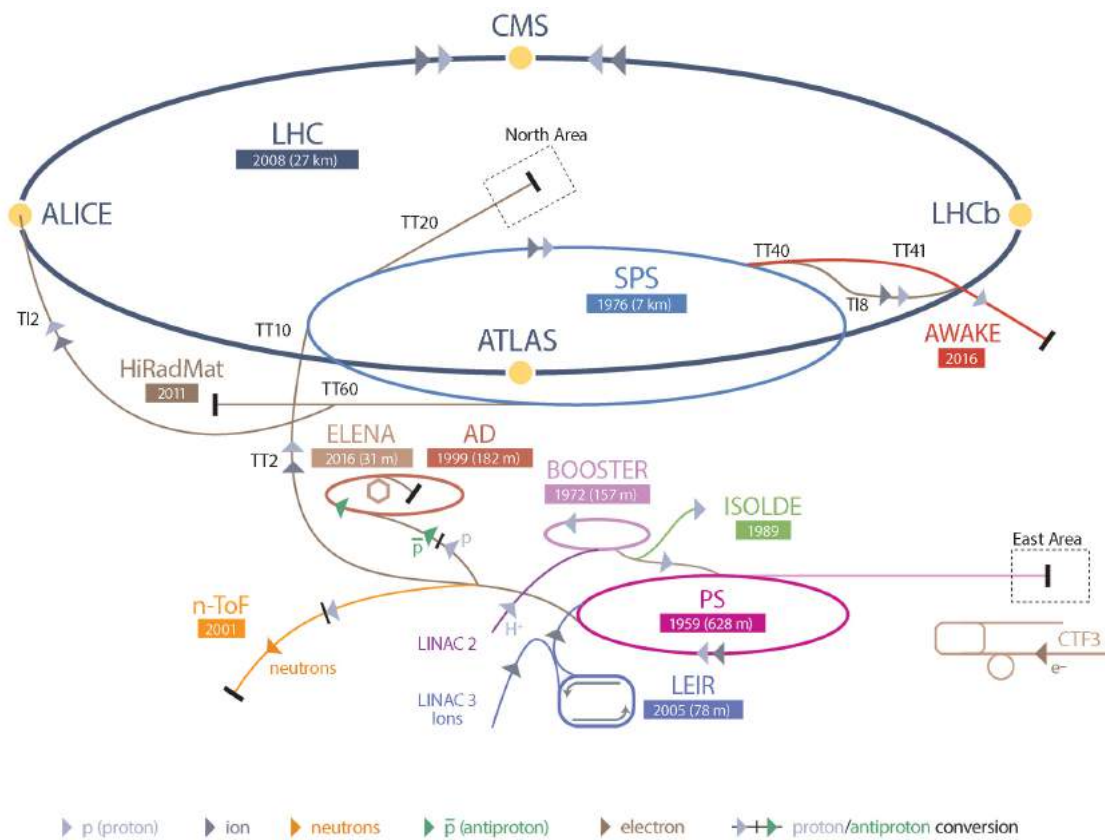 CMS
LHC
2008 (27 km)
North Area
ALICE
TT20
LHCb
TT40
TT41
SPS
1976 (7 km)
TI2
TT10
TI8
ATLAS
AWAKE
2016
HiRadMat
2011
TT60
ELENA
2016 (31 m)
AD
1999 (182 m)
TT2
BOOSTER
1972 (157 m)
ISOLDE
1989
p̅
p
East Area
n-ToF
2001
PS
1959 (628 m)
LINAC 2
H⁻
neutrons
CTF3
e⁻
LINAC 3
Ions
LEIR
2005 (78 m)
p (proton)
ion
neutrons
p̅ (antiproton)
electron
proton/antiproton conversion